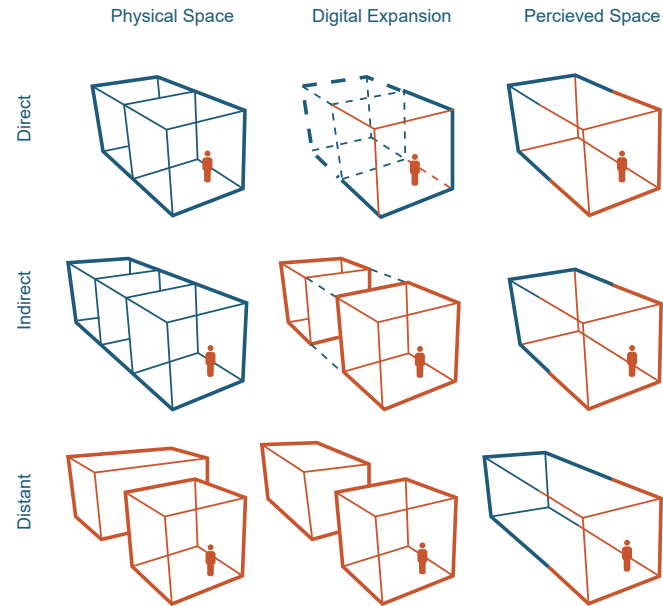 Physical Space
Digital Expansion
Percieved Space
Direct
Indirect
Distant